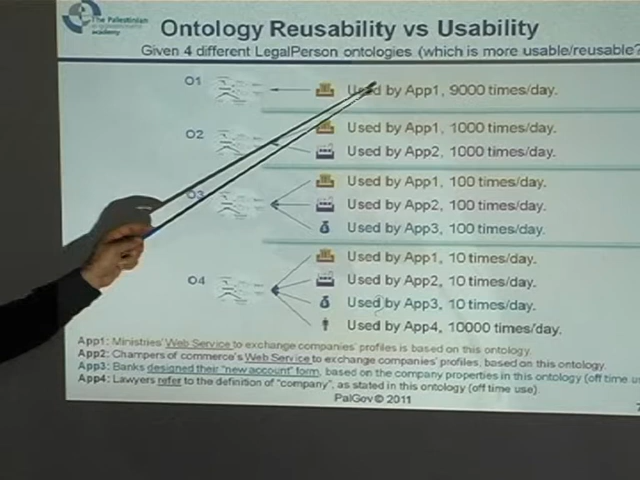 The Palestinian
academy
Ontology Reusability vs Usability
Given 4 different LegalPerson ontologies (which is more usable/reusable?
O1
Used by App1, 9000 times/day.
O2
Used by App1, 1000 times/day.
Used by App2, 1000 times/day.
O3
Used by App1, 100 times/day.
Used by App2, 100 times/day.
Used by App3, 100 times/day.
O4
Used by App1, 10 times/day.
Used by App2, 10 times/day.
Used by App3, 10 times/day.
Used by App4, 10000 times/day.
App1: Ministries' Web Service to exchange companies' profiles is based on this ontology.
App2: Champers of commerce's Web Service to exchange companies' profiles, based on this ontology.
App3: Banks designed their "new account" form, based on the company properties in this ontology (off time
App4: Lawyers refer to the definition of "company", as stated in this ontology (off time use)
PalGov © 2011